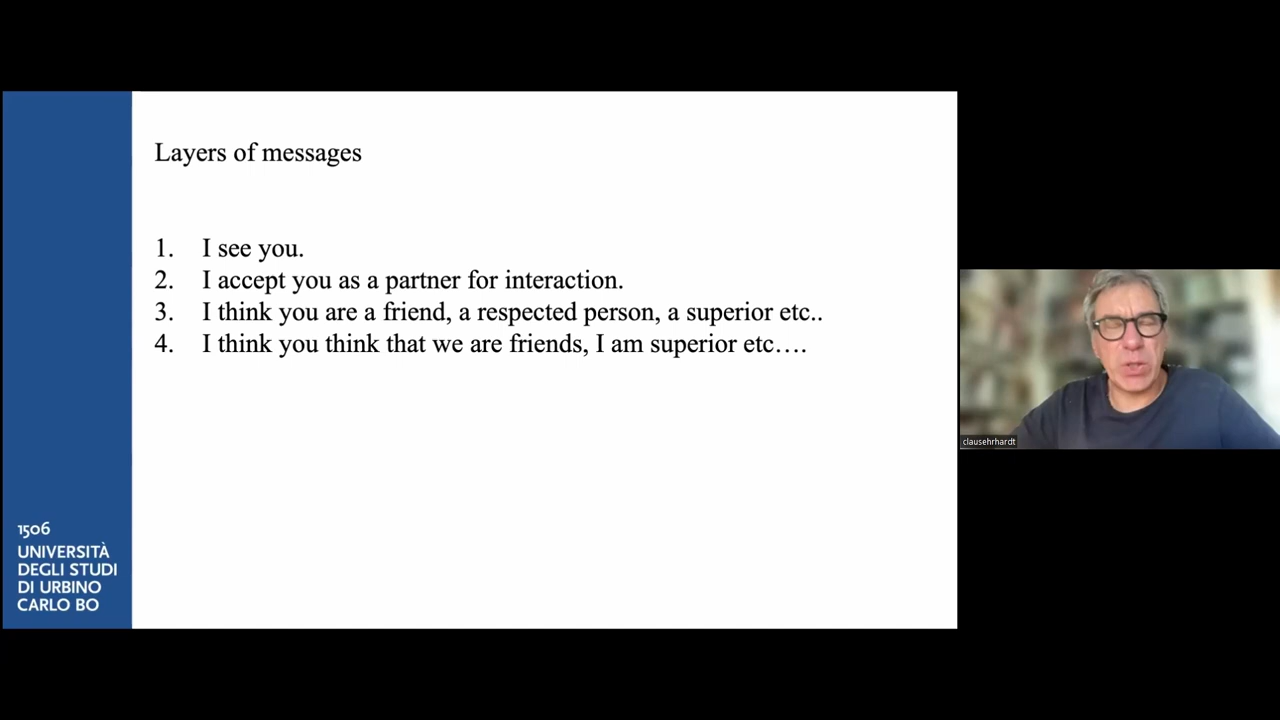 Layers of messages
1. I see you.
2. I accept you as a partner for interaction.
3. I think you are a friend, a respected person, a superior etc..
4. I think you think that we are friends, I am superior etc….
1506
UNIVERSITÀ
DEGLI STUDI
DI URBINO
CARLO BO
clausehrhardt